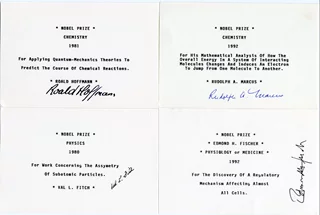 * NOBEL PRIZE *
CHEMISTRY
1981
For Applying Quantum-Mechanics Theories To
Predict The Course Of Chemical Reactions.
* ROALD HOFFMANN *
Roald Hoffmann
* NOBEL PRIZE *
CHEMISTRY
1992
For His Mathematical Analysis Of How The
Overall Energy In A System Of Interacting
Molecules Changes And Induces An Electron
To Jump From One Molecule To Another.
* RUDOLPH A. MARCUS *
Rudolph A. Marcus
* NOBEL PRIZE *
PHYSICS
1980
For Work Concerning The Assymetry
Of Subatomic Particles.
* VAL L. FITCH *
* NOBEL PRIZE *
* EDMOND H. FISCHER *
* PHYSIOLOGY or MEDICINE *
1992
For The Discovery Of A Regulatory
Mechanism Affecting Almost
All Cells.